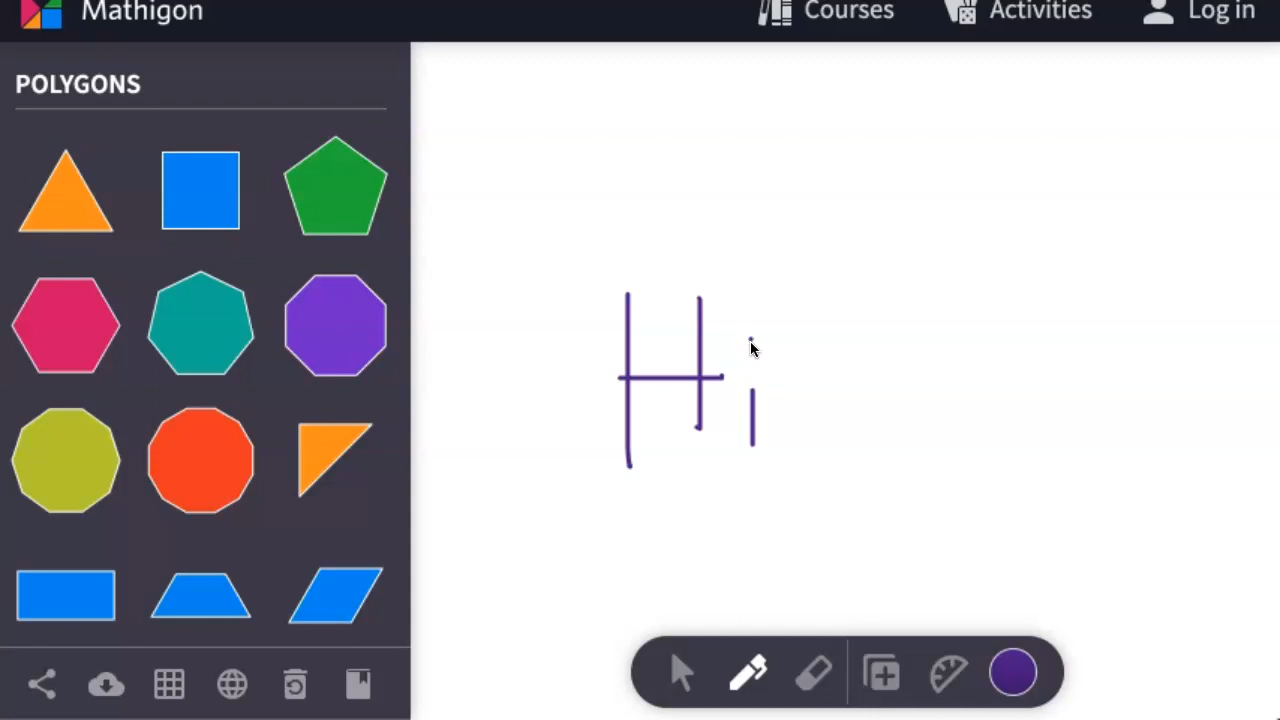 Mathigon
Courses
Activities
Log in
POLYGONS
Hi